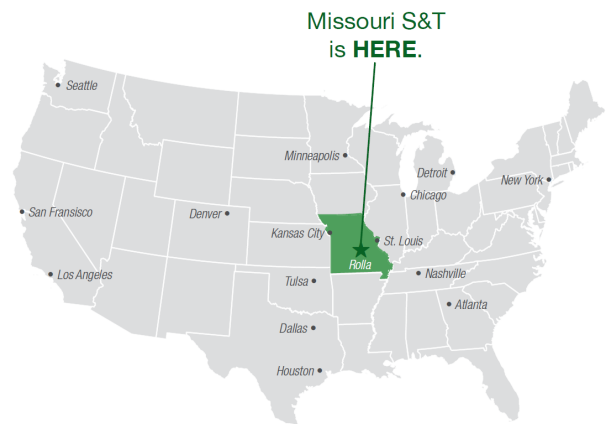 Missouri S&T
is HERE.
Seattle
Minneapolis
Detroit
New York
Chicago
San Fransisco
Denver
Kansas City
St. Louis
Rolla
Los Angeles
Tulsa
Nashville
Atlanta
Dallas
Houston